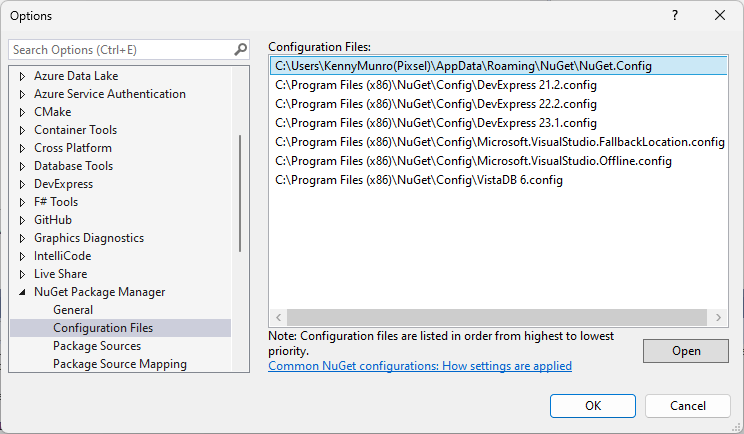 Options
Search Options (Ctrl+E)
Azure Data Lake
Azure Service Authentication
CMake
Container Tools
Cross Platform
Database Tools
DevExpress
F# Tools
GitHub
Graphics Diagnostics
IntelliCode
Live Share
NuGet Package Manager
General
Configuration Files
Package Sources
Package Source Mapping
Configuration Files:
C:\Users\KennyMunro(Pixsel)\AppData\Roaming\NuGet\NuGet.Config
C:\Program Files (x86)\NuGet\Config\DevExpress 21.2.config
C:\Program Files (x86)\NuGet\Config\DevExpress 22.2.config
C:\Program Files (x86)\NuGet\Config\DevExpress 23.1.config
C:\Program Files (x86)\NuGet\Config\Microsoft.VisualStudio.FallbackLocation.config
C:\Program Files (x86)\NuGet\Config\Microsoft.VisualStudio.Offline.config
C:\Program Files (x86)\NuGet\Config\VistaDB 6.config
Note: Configuration files are listed in order from highest to lowest
priority.
Common NuGet configurations: How settings are applied
Open
OK
Cancel